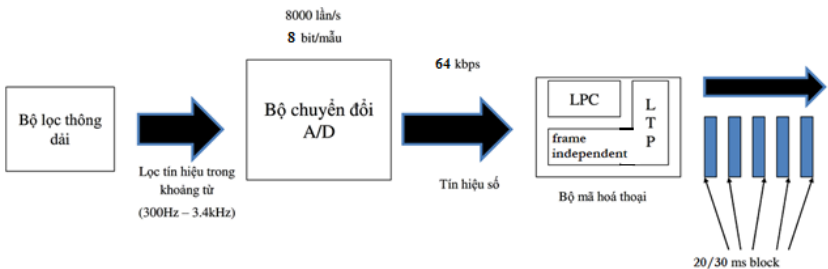 8000 lần/s
8 bit/mẫu
64 kbps
Bộ lọc thông
dải
Bộ chuyển đổi
A/D
LPC
L
T
P
frame
independent
Lọc tín hiệu trong
khoảng từ
(300Hz – 3.4kHz)
Tín hiệu số
Bộ mã hoá thoại
20/30 ms block